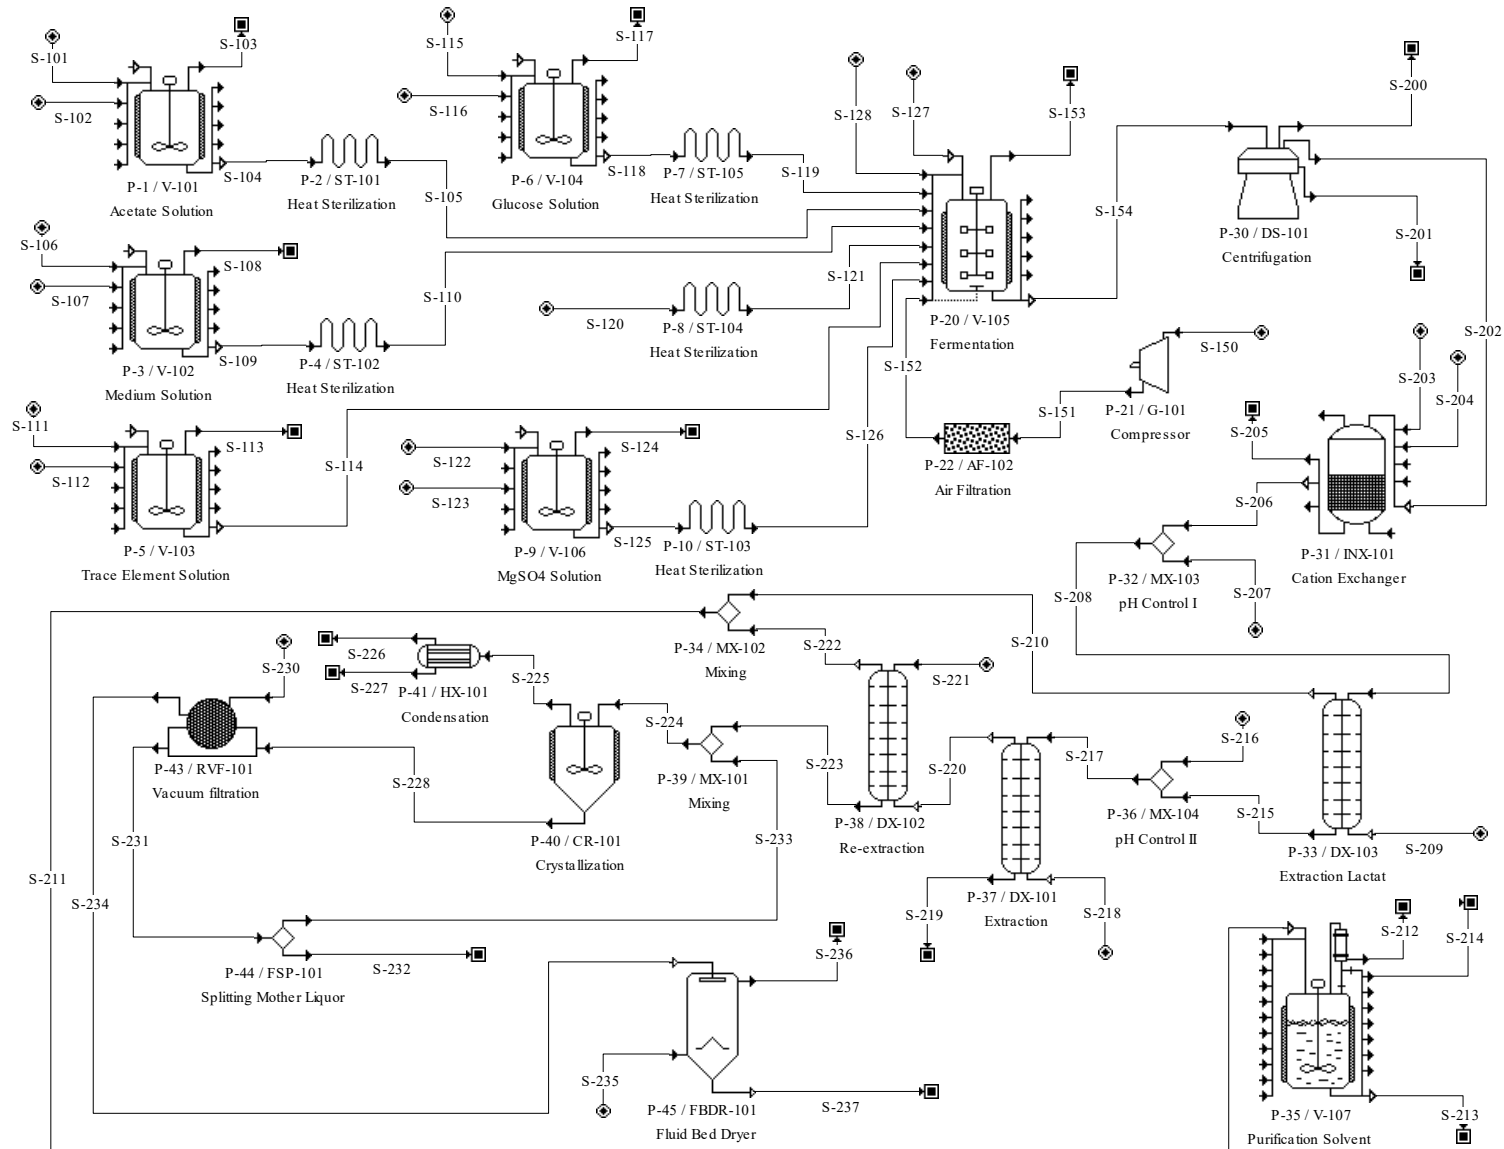 S-101
S-102
S-103
S-104
P-1 / V-101
Acetate Solution
P-2 / ST-101
Heat Sterilization
S-105
S-106
S-107
S-108
S-109
P-3 / V-102
Medium Solution
P-4 / ST-102
Heat Sterilization
S-110
S-111
S-112
S-113
S-114
P-5 / V-103
Trace Element Solution
S-115
S-116
S-117
S-118
P-6 / V-104
Glucose Solution
P-7 / ST-105
Heat Sterilization
S-119
S-120
P-8 / ST-104
Heat Sterilization
S-121
S-122
S-123
S-124
S-125
P-9 / V-106
MgSO4 Solution
P-10 / ST-103
Heat Sterilization
S-126
S-128
S-127
S-153
P-20 / V-105
Fermentation
S-152
S-154
S-150
P-21 / G-101
Compressor
S-151
P-22 / AF-102
Air Filtration
S-200
P-30 / DS-101
Centrifugation
S-201
S-202
S-203
S-204
S-205
S-206
P-31 / INX-101
Cation Exchanger
P-32 / MX-103
pH Control I
S-207
S-208
S-210
P-34 / MX-102
Mixing
S-222
S-221
S-226
S-227
P-41 / HX-101
Condensation
S-225
S-224
S-230
P-43 / RVF-101
Vacuum filtration
S-228
P-40 / CR-101
Crystallization
P-39 / MX-101
Mixing
S-223
S-220
P-38 / DX-102
Re-extraction
S-217
S-216
P-36 / MX-104
pH Control II
S-215
P-33 / DX-103
Extraction Lactat
S-209
S-231
S-233
S-211
S-234
P-37 / DX-101
Extraction
S-219
S-218
P-44 / FSP-101
Splitting Mother Liquor
S-232
S-236
S-235
P-45 / FBDR-101
Fluid Bed Dryer
S-237
S-212
S-214
P-35 / V-107
Purification Solvent
S-213